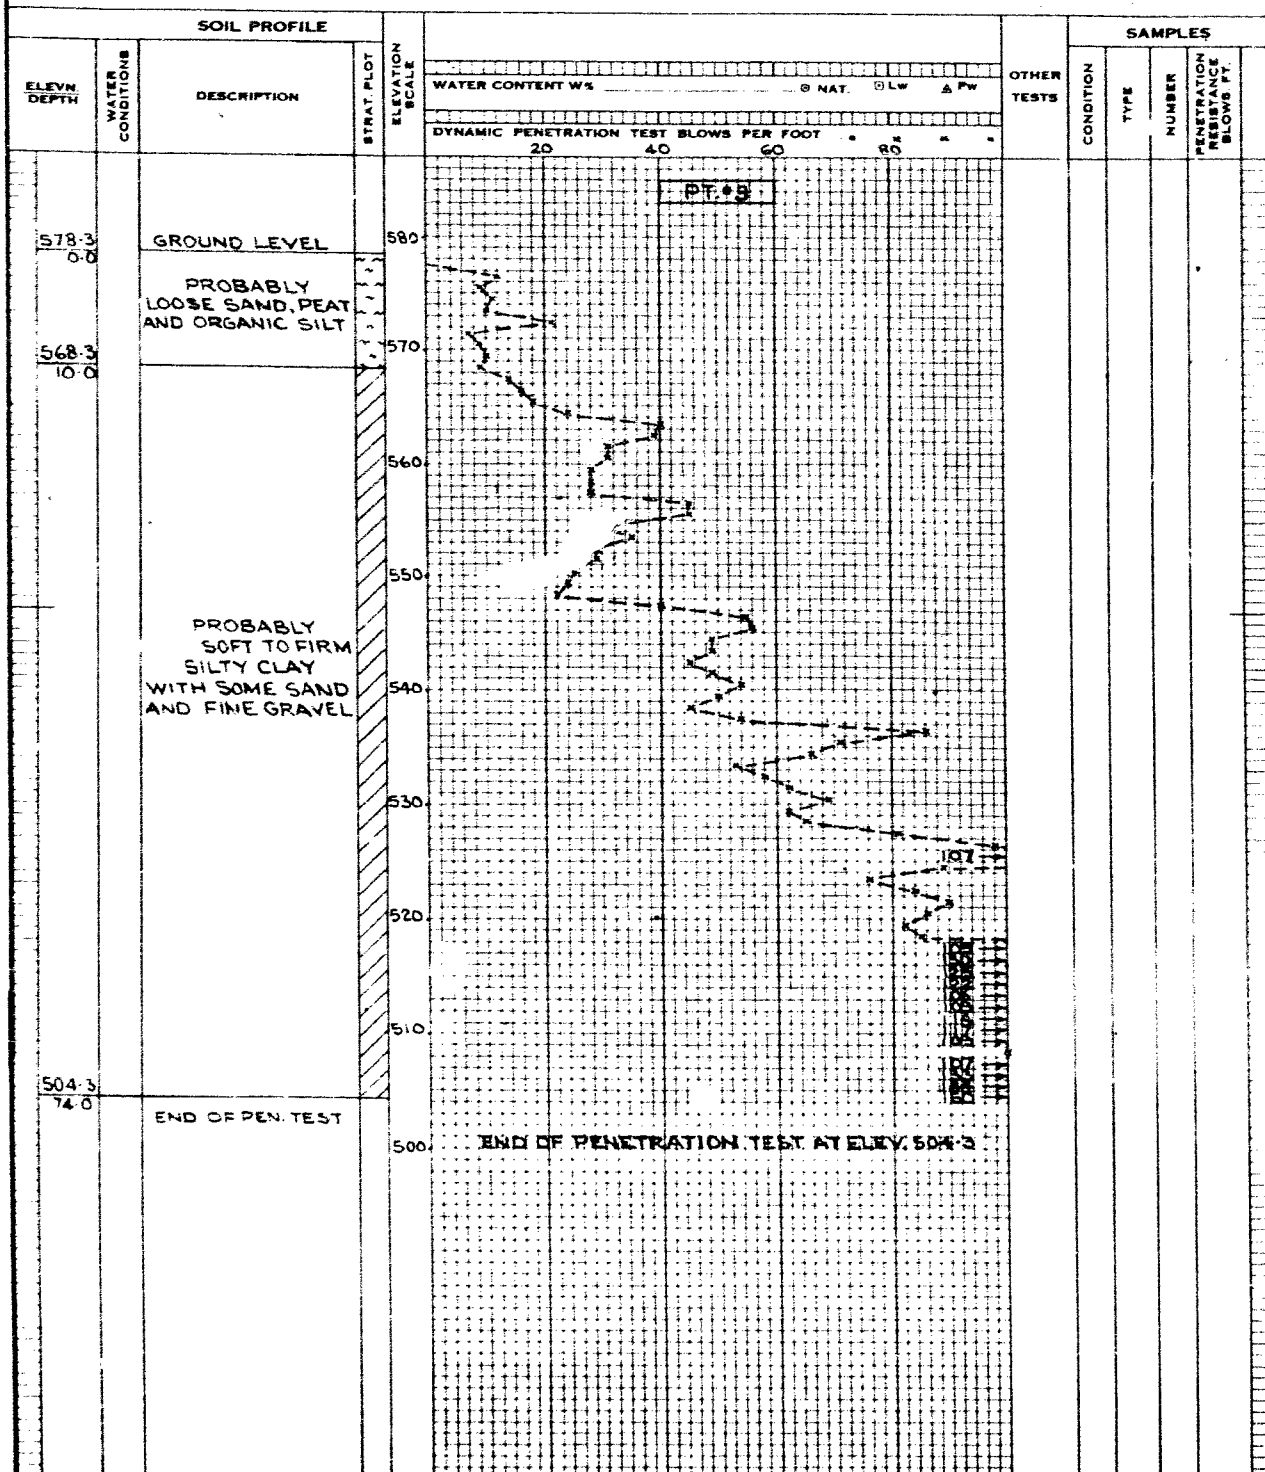 SOIL PROFILE
SAMPLES
ELEVN.
DEPTH
WATER
CONDITIONS
DESCRIPTION
STRAT. PLOT
ELEVATION
SCALE
WATER CONTENT W% ⊙ NAT. ⊡ LW △ PW
DYNAMIC PENETRATION TEST BLOWS PER FOOT
20 40 60 80
OTHER
TESTS
CONDITION
TYPE
NUMBER
PENETRATION
RESISTANCE
BLOWS FT.
578.3
0.0
GROUND LEVEL
580
PROBABLY
LOOSE SAND, PEAT
AND ORGANIC SILT
568.3
10.0
570
560
550
PROBABLY
SOFT TO FIRM
SILTY CLAY
WITH SOME SAND
AND FINE GRAVEL
540
530
107
520
510
504.3
74.0
END OF PEN. TEST
500
END OF PENETRATION TEST AT ELEV. 504.3